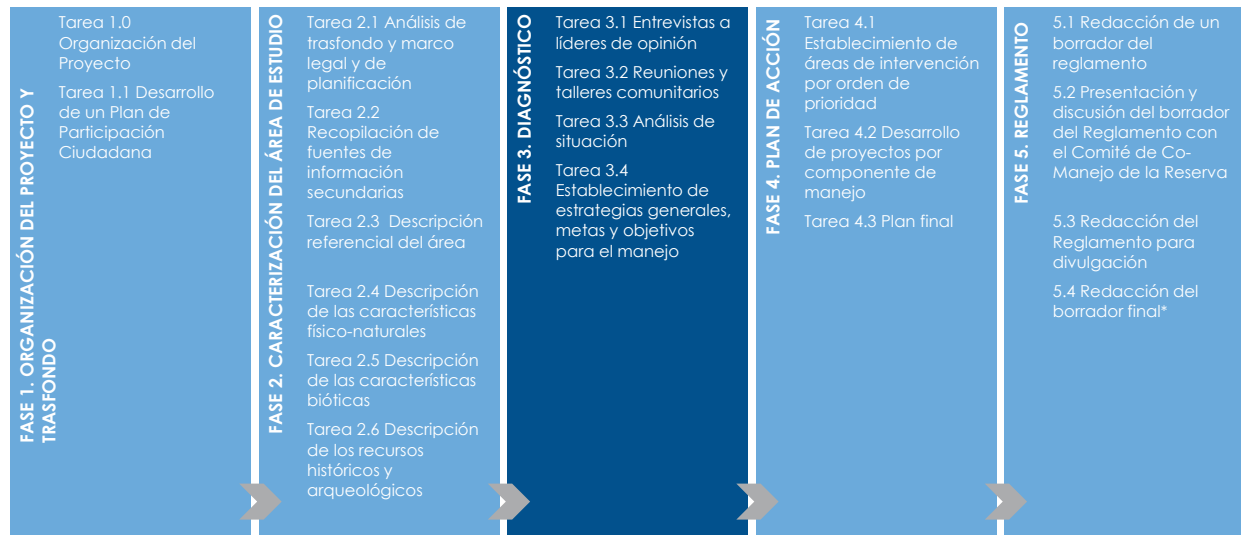 FASE 1. ORGANIZACIÓN DEL PROYECTO Y
TRASFONDO
Tarea 1.0
Organización del
Proyecto
Tarea 1.1 Desarrollo
de un Plan de
Participación
Ciudadana
FASE 2. CARACTERIZACIÓN DEL ÁREA DE ESTUDIO
Tarea 2.1 Análisis de
trasfondo y marco
legal y de
planificación
Tarea 2.2
Recopilación de
fuentes de
información
secundarias
Tarea 2.3 Descripción
referencial del área
Tarea 2.4 Descripción
de las características
físico-naturales
Tarea 2.5 Descripción
de las características
bióticas
Tarea 2.6 Descripción
de los recursos
históricos y
arqueológicos
FASE 3. DIAGNÓSTICO
Tarea 3.1 Entrevistas a
líderes de opinión
Tarea 3.2 Reuniones y
talleres comunitarios
Tarea 3.3 Análisis de
situación
Tarea 3.4
Establecimiento de
estrategias generales,
metas y objetivos
para el manejo
FASE 4. PLAN DE ACCIÓN
Tarea 4.1
Establecimiento de
áreas de intervención
por orden de
prioridad
Tarea 4.2 Desarrollo
de proyectos por
componente de
manejo
Tarea 4.3 Plan final
FASE 5. REGLAMENTO
5.1 Redacción de un
borrador del
reglamento
5.2 Presentación y
discusión del borrador
del Reglamento con
el Comité de Co-
Manejo de la Reserva
5.3 Redacción del
Reglamento para
divulgación
5.4 Redacción del
borrador final*